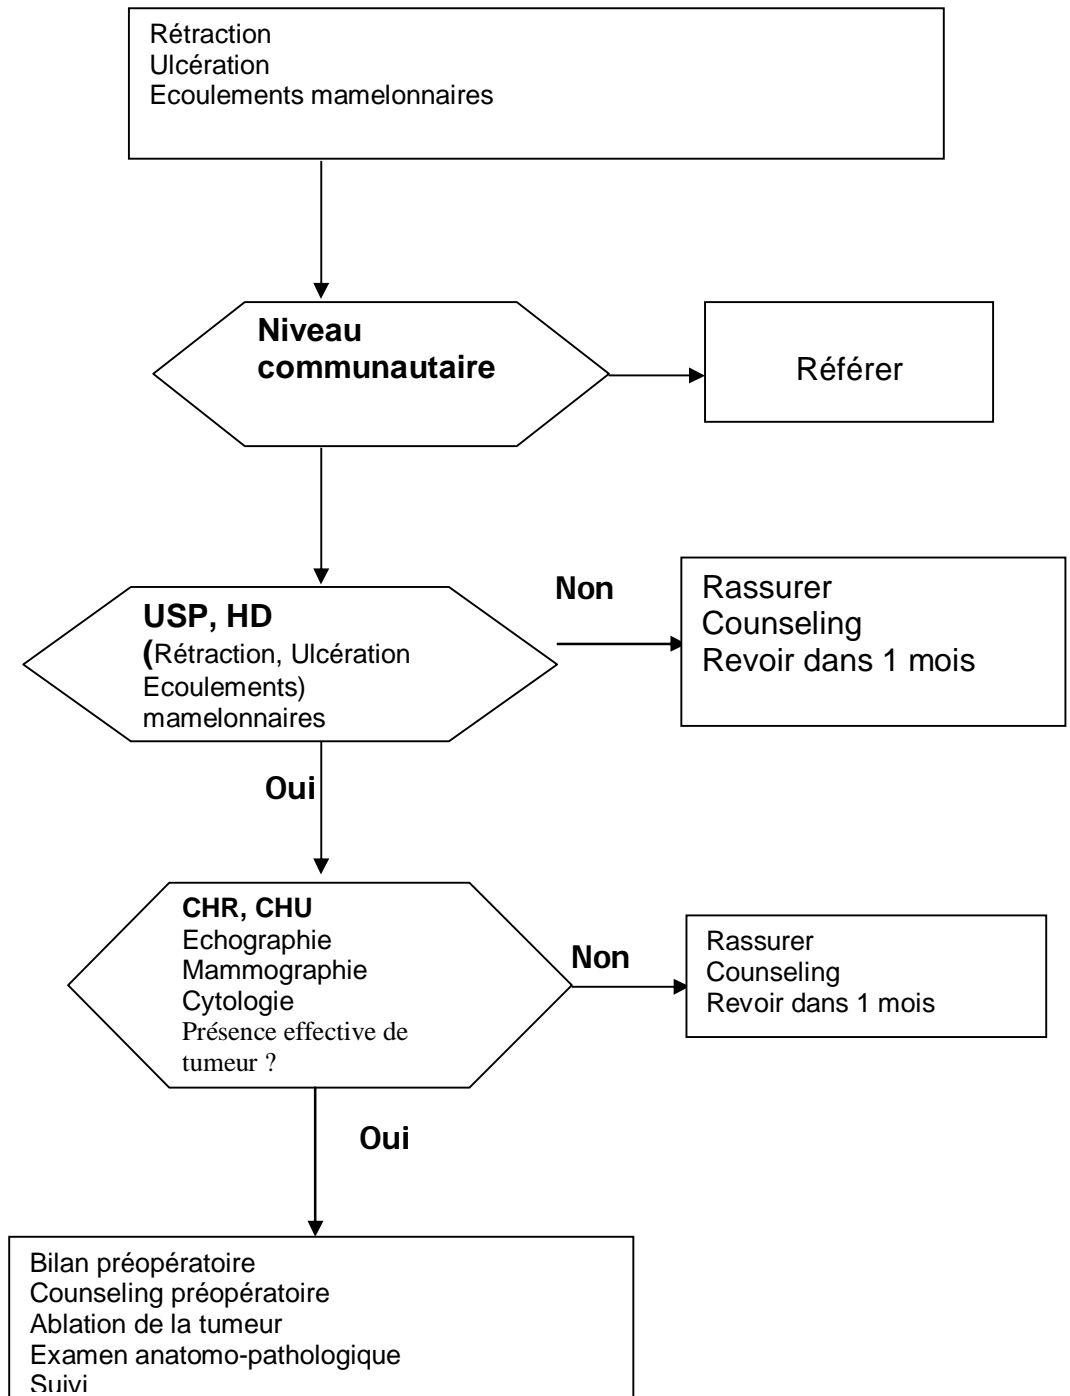 Rétraction
Ulcération
Ecoulements mamelonnaires
Niveau
communautaire
Référer
USP, HD
(Rétraction, Ulcération
Ecoulements)
mamelonnaires
Non
Rassurer
Counseling
Revoir dans 1 mois
Oui
CHR, CHU
Echographie
Mammographie
Cytologie
Présence effective de
tumeur ?
Non
Rassurer
Counseling
Revoir dans 1 mois
Oui
Bilan préopératoire
Counseling préopératoire
Ablation de la tumeur
Examen anatomo-pathologique
Suivi